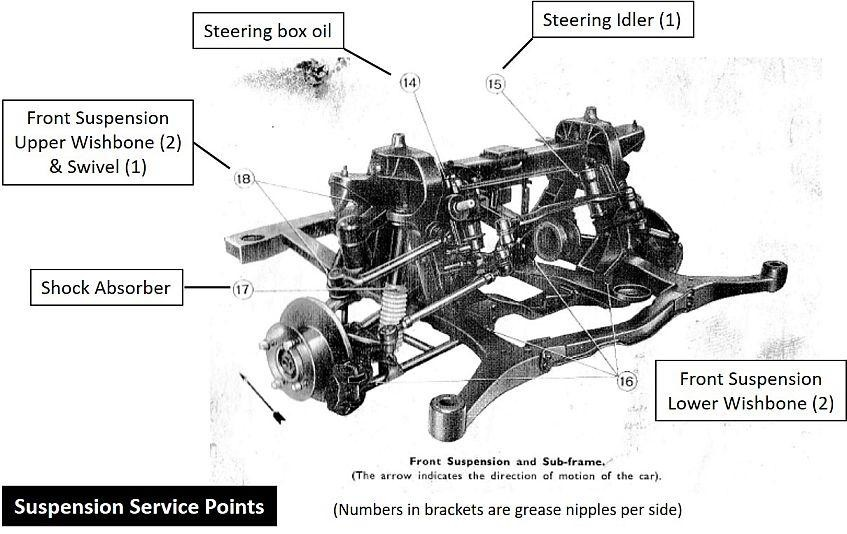 Steering box oil
Steering Idler (1)
14
15
Front Suspension
Upper Wishbone (2)
& Swivel (1)
18
Shock Absorber
17
16
Front Suspension
Lower Wishbone (2)
Front Suspension and Sub-frame.
(The arrow indicates the direction of motion of the car).
Suspension Service Points
(Numbers in brackets are grease nipples per side)